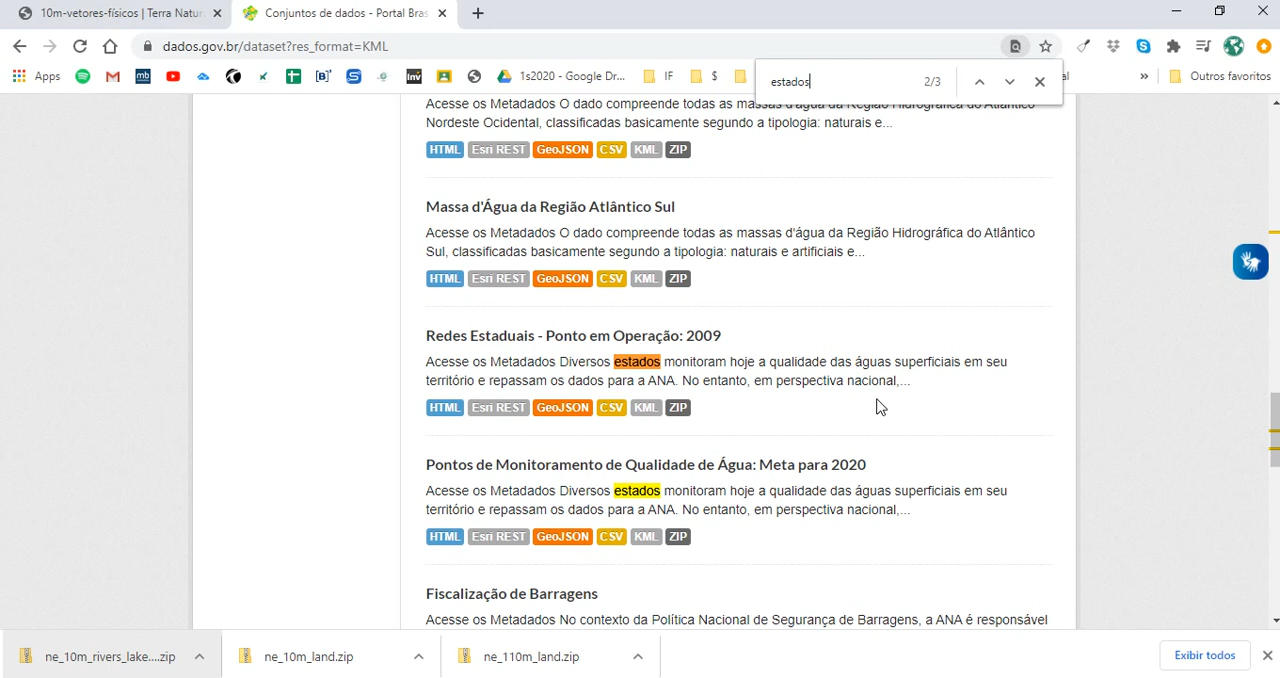 10m-vetores-físicos | Terra Natur
Conjuntos de dados - Portal Bras
dados.gov.br/dataset?res_format=KML
Apps
1s2020 - Google Dr...
IF
$
al
»
Outros favoritos
estados
2/3
Acesse os Metadados O dado compreende todas as massas d'água da Região Hidrográfica do Atlântico
Nordeste Ocidental, classificadas basicamente segundo a tipologia: naturais e...
HTML Esri REST GeoJSON CSV KML ZIP
Massa d'Água da Região Atlântico Sul
Acesse os Metadados O dado compreende todas as massas d'água da Região Hidrográfica do Atlântico
Sul, classificadas basicamente segundo a tipologia: naturais e artificiais e...
HTML Esri REST GeoJSON CSV KML ZIP
Redes Estaduais - Ponto em Operação: 2009
Acesse os Metadados Diversos estados monitoram hoje a qualidade das águas superficiais em seu
território e repassam os dados para a ANA. No entanto, em perspectiva nacional,...
HTML Esri REST GeoJSON CSV KML ZIP
Pontos de Monitoramento de Qualidade de Água: Meta para 2020
Acesse os Metadados Diversos estados monitoram hoje a qualidade das águas superficiais em seu
território e repassam os dados para a ANA. No entanto, em perspectiva nacional,...
HTML Esri REST GeoJSON CSV KML ZIP
Fiscalização de Barragens
Acesse os Metadados No contexto da Política Nacional de Segurança de Barragens, a ANA é responsável
ne_10m_rivers_lake....zip
ne_10m_land.zip
ne_110m_land.zip
Exibir todos